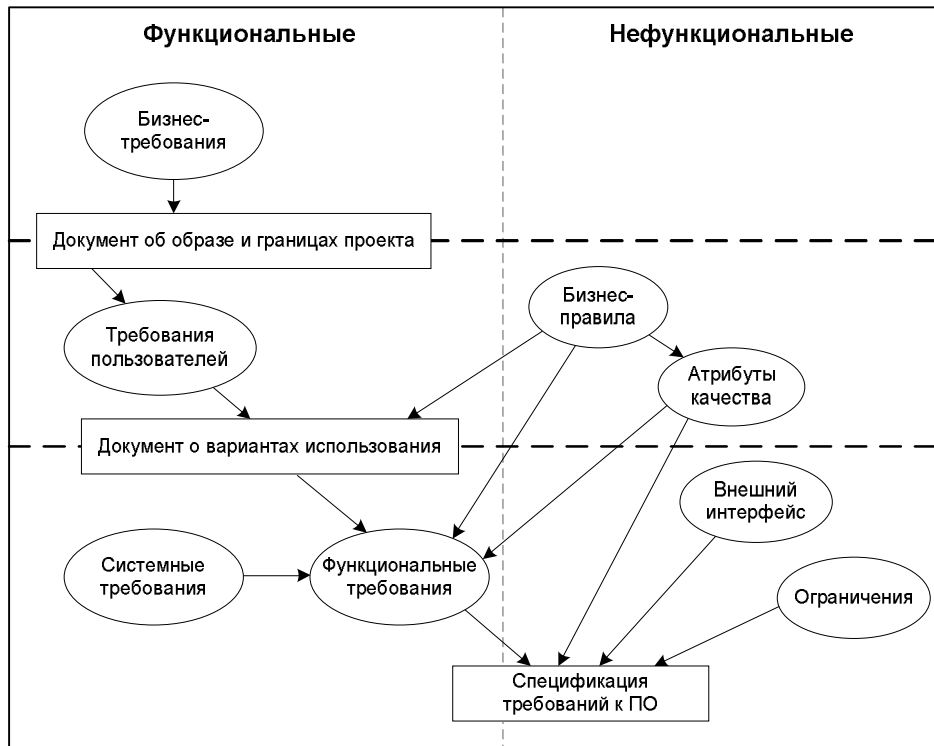 Функциональные
Нефункциональные
Бизнес-
требования
Документ об образе и границах проекта
Требования
пользователей
Бизнес-
правила
Атрибуты
качества
Документ о вариантах использования
Внешний
интерфейс
Системные
требования
Функциональные
требования
Ограничения
Спецификация
требований к ПО